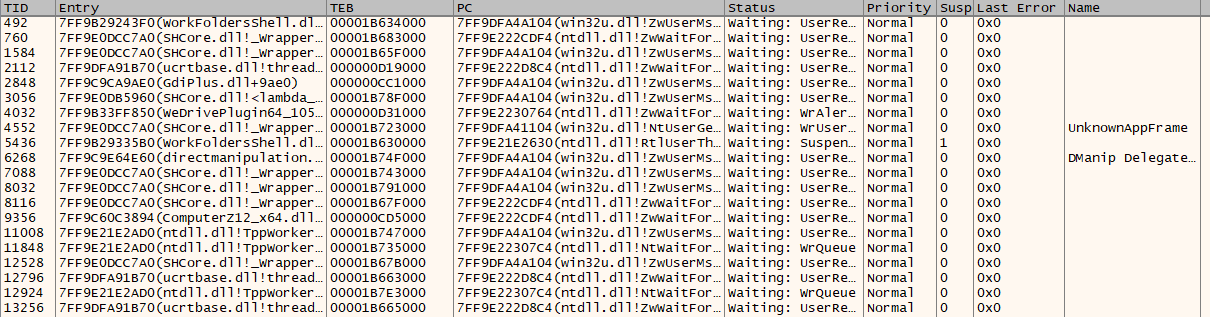 TID Entry TEB PC Status Priority Susp Last Error Name
492 7FF9B29243F0(WorkFoldersShell.dl… 00001B634000 7FF9DFA4A104(win32u.dll!ZwUserMs… Waiting: UserRe… Normal 0 0x0
760 7FF9E0DCC7A0(SHCore.dll!_Wrapper… 00001B683000 7FF9E222CDF4(ntdll.dll!ZwWaitFor… Waiting: UserRe… Normal 0 0x0
1584 7FF9E0DCC7A0(SHCore.dll!_Wrapper… 00001B65F000 7FF9DFA4A104(win32u.dll!ZwUserMs… Waiting: UserRe… Normal 0 0x0
2112 7FF9DFA91B70(ucrtbase.dll!thread… 000000D19000 7FF9E222D8C4(ntdll.dll!ZwWaitFor… Waiting: UserRe… Normal 0 0x0
2848 7FF9C9CA9AE0(GdiPlus.dll+9ae0) 000000CC1000 7FF9DFA4A104(win32u.dll!ZwUserMs… Waiting: UserRe… Normal 0 0x0
3056 7FF9E0DB5960(SHCore.dll!<lambda_… 00001B78F000 7FF9DFA4A104(win32u.dll!ZwUserMs… Waiting: UserRe… Normal 0 0x0
4032 7FF9B33FF850(WeDrivePlugin64_105… 000000D31000 7FF9E2230764(ntdll.dll!ZwWaitFor… Waiting: WrAler… Normal 0 0x0
4552 7FF9E0DCC7A0(SHCore.dll!_Wrapper… 00001B723000 7FF9DFA41104(win32u.dll!NtUserGe… Waiting: WrUser… Normal 0 0x0 UnknownAppFrame
5436 7FF9B29335B0(WorkFoldersShell.dl… 00001B630000 7FF9E21E2630(ntdll.dll!RtlUserTh… Waiting: Suspen… Normal 1 0x0
6268 7FF9C9E64E60(directmanipulation.… 00001B74F000 7FF9DFA4A104(win32u.dll!ZwUserMs… Waiting: UserRe… Normal 0 0x0 DManip Delegate…
7088 7FF9E0DCC7A0(SHCore.dll!_Wrapper… 00001B743000 7FF9DFA4A104(win32u.dll!ZwUserMs… Waiting: UserRe… Normal 0 0x0
8032 7FF9E0DCC7A0(SHCore.dll!_Wrapper… 00001B791000 7FF9DFA4A104(win32u.dll!ZwUserMs… Waiting: UserRe… Normal 0 0x0
8116 7FF9E0DCC7A0(SHCore.dll!_Wrapper… 00001B67F000 7FF9E222CDF4(ntdll.dll!ZwWaitFor… Waiting: UserRe… Normal 0 0x0
9356 7FF9C60C3894(ComputerZ12_x64.dll… 000000CD5000 7FF9E222CDF4(ntdll.dll!ZwWaitFor… Waiting: UserRe… Normal 0 0x0
11008 7FF9E21E2AD0(ntdll.dll!TppWorker… 00001B747000 7FF9DFA4A104(win32u.dll!ZwUserMs… Waiting: UserRe… Normal 0 0x0
11848 7FF9E21E2AD0(ntdll.dll!TppWorker… 00001B735000 7FF9E22307C4(ntdll.dll!NtWaitFor… Waiting: WrQueue Normal 0 0x0
12528 7FF9E0DCC7A0(SHCore.dll!_Wrapper… 00001B67B000 7FF9DFA4A104(win32u.dll!ZwUserMs… Waiting: UserRe… Normal 0 0x0
12796 7FF9DFA91B70(ucrtbase.dll!thread… 00001B663000 7FF9E222D8C4(ntdll.dll!ZwWaitFor… Waiting: UserRe… Normal 0 0x0
12924 7FF9E21E2AD0(ntdll.dll!TppWorker… 00001B7E3000 7FF9E22307C4(ntdll.dll!NtWaitFor… Waiting: WrQueue Normal 0 0x0
13256 7FF9DFA91B70(ucrtbase.dll!thread… 00001B665000 7FF9E222D8C4(ntdll.dll!ZwWaitFor… Waiting: UserRe… Normal 0 0x0